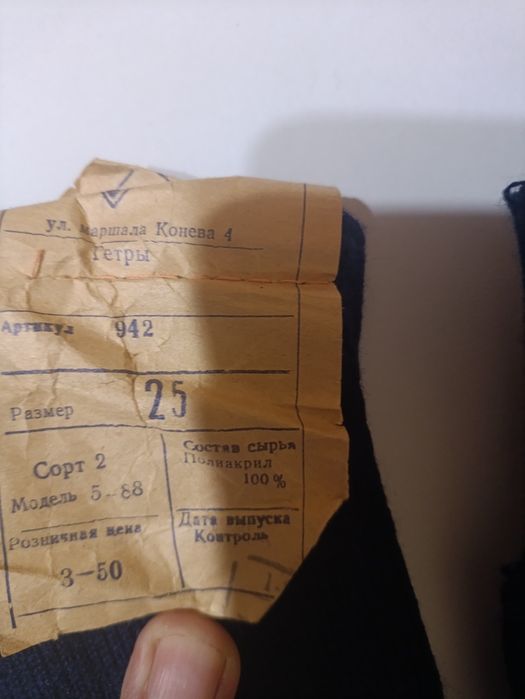 ул. маршала Конева 4
Гетры
Артикул 942
Размер 25
Сорт 2
Модель 5-88
Розничная цена
3-50
Состав сырья
Полиакрил
100%
Дата выпуска
Контроль